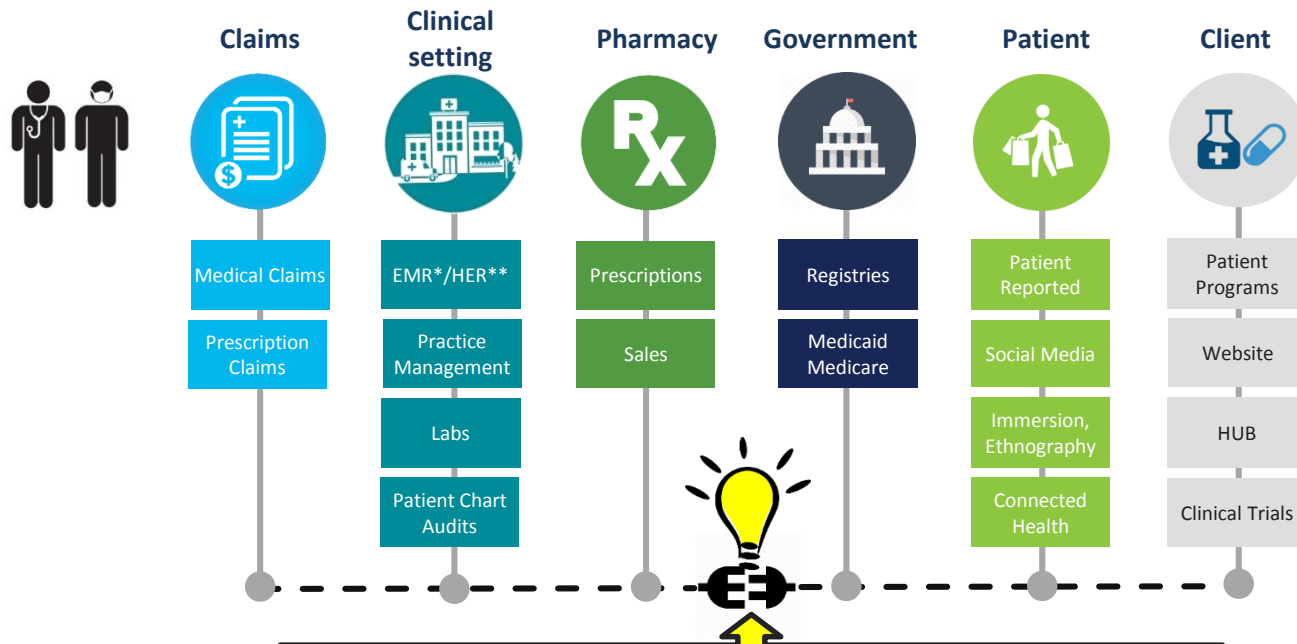 Claims
Clinical
setting
Pharmacy
Government
Patient
Client
$
Rx
Medical Claims
Prescription
Claims
EMR*/HER**
Practice
Management
Labs
Patient Chart
Audits
Prescriptions
Sales
Registries
Medicaid
Medicare
Patient
Reported
Social Media
Immersion,
Ethnography
Connected
Health
Patient
Programs
Website
HUB
Clinical Trials